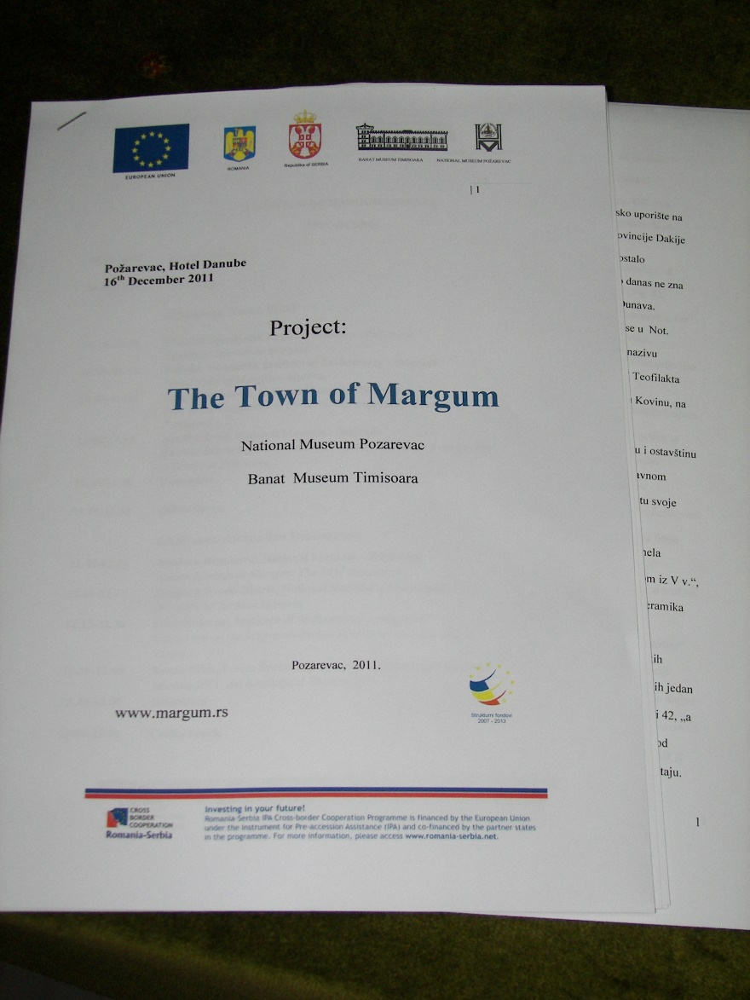 EUROPEAN UNION
ROMANIA
Republika of SERBIA
BANAT MUSEUM TIMISOARA
NATIONAL MUSEUM POŽAREVAC
| 1
Požarevac, Hotel Danube
16th December 2011
Project:
The Town of Margum
National Museum Pozarevac
Banat Museum Timisoara
Pozarevac, 2011.
www.margum.rs
Strukturni fondovi
2007 - 2013
CROSS
BORDER
COOPERATION
Romania-Serbia
Investing in your future!
Romania-Serbia IPA Cross-border Cooperation Programme is financed by the European Union
under the Instrument for Pre-accession Assistance (IPA) and co-financed by the partner states
in the programme. For more information, please access www.romania-serbia.net.
sko uporište na
ovincije Dakije
ostalo
danas ne zna
Dunava.
se u Not.
nazivu
Teofilakta
Kovinu, na
u i ostavštinu
avnom
tu svoje
nela
m iz V v.“,
eramika
ih
ih jedan
i 42, „a
od
taju.
1